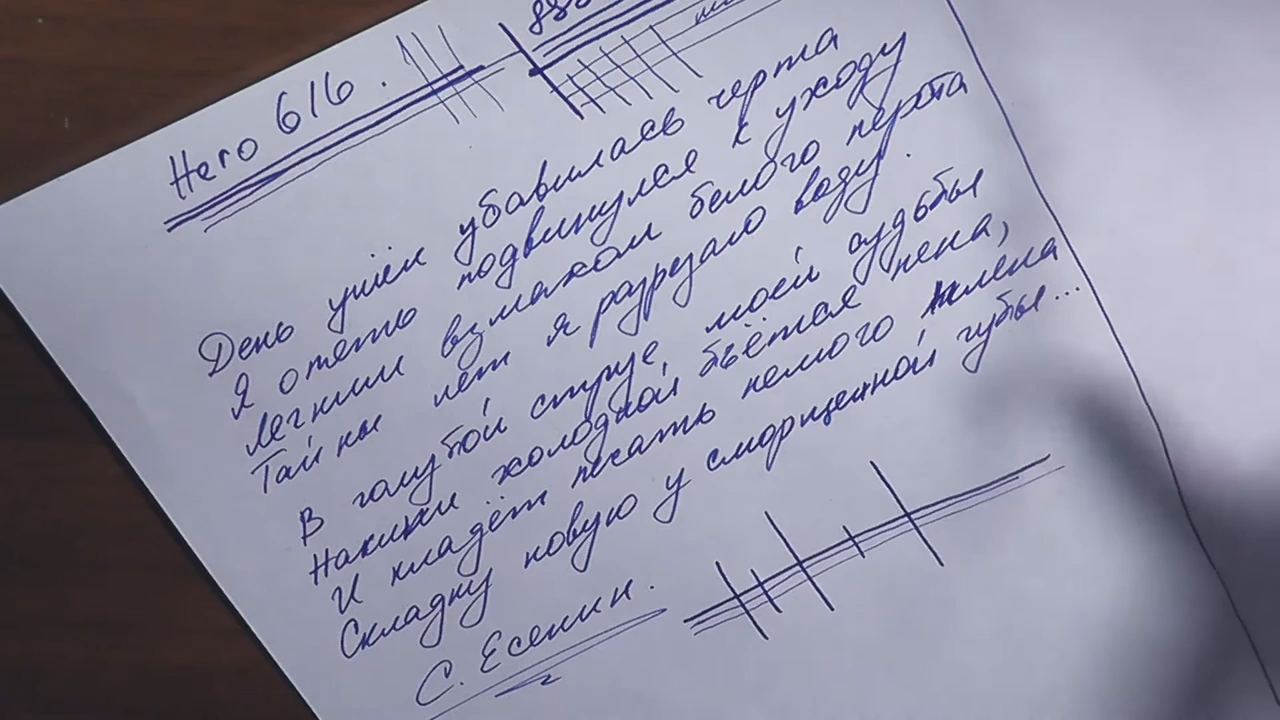 Hero 616.
888
День ушёл убавилась черта
Я опять подвинулся к уходу
Легким взмахом белого перста
Тайны лет я разрезаю воду.
В голубой струе моей судьбы
Накипи холодной бьётся пена,
И кладёт печать немого плена
Складку новую у сморщенной губы...
С. Есенин.